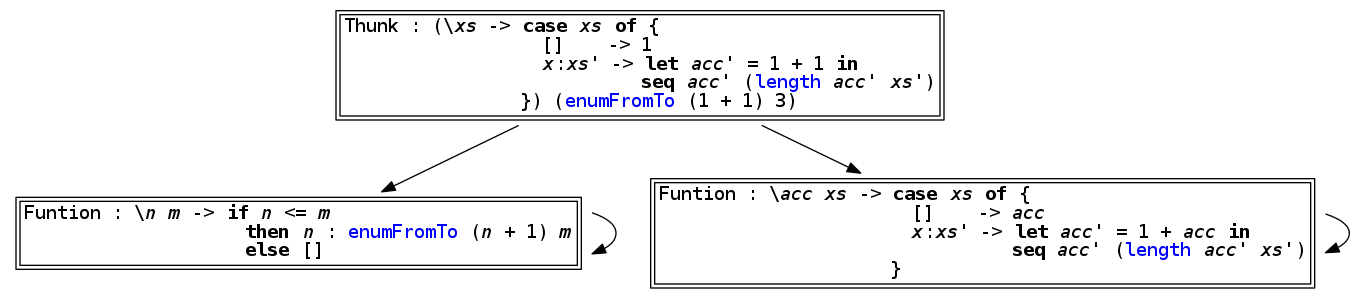 Thunk : (\xs -> case xs of {
[] -> 1
x:xs' -> let acc' = 1 + 1 in
seq acc' (length acc' xs')
}) (enumFromTo (1 + 1) 3)
Funtion : \n m -> if n <= m
then n : enumFromTo (n + 1) m
else []
Funtion : \acc xs -> case xs of {
[] -> acc
x:xs' -> let acc' = 1 + acc in
seq acc' (length acc' xs')
}